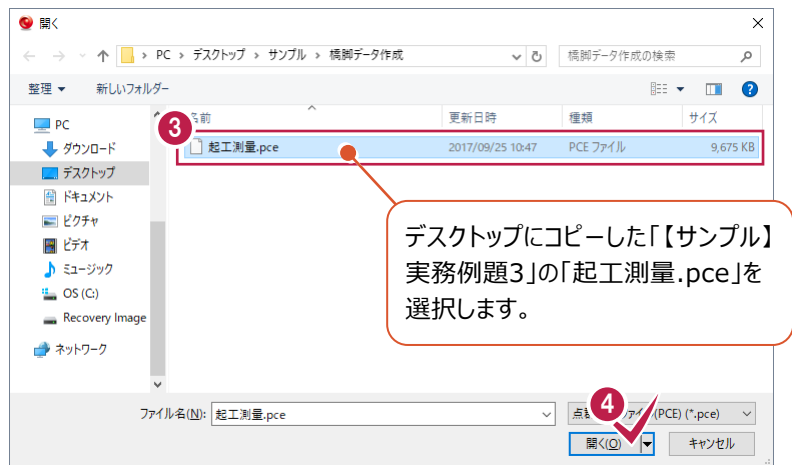 開く
PC › デスクトップ › サンプル › 橋脚データ作成
橋脚データ作成の検索
整理 ▼ 新しいフォルダー
3
名前 更新日時 種類 サイズ
起工測量.pce 2017/09/25 10:47 PCE ファイル 9,675 KB
PC
ダウンロード
デスクトップ
ドキュメント
ピクチャ
ビデオ
ミュージック
OS (C:)
Recovery Image
ネットワーク
デスクトップにコピーした「【サンプル】
実務例題3」の「起工測量.pce」を
選択します。
ファイル名(N): 起工測量.pce
(PCE) (*.pce)
4
開く(O) キャンセル